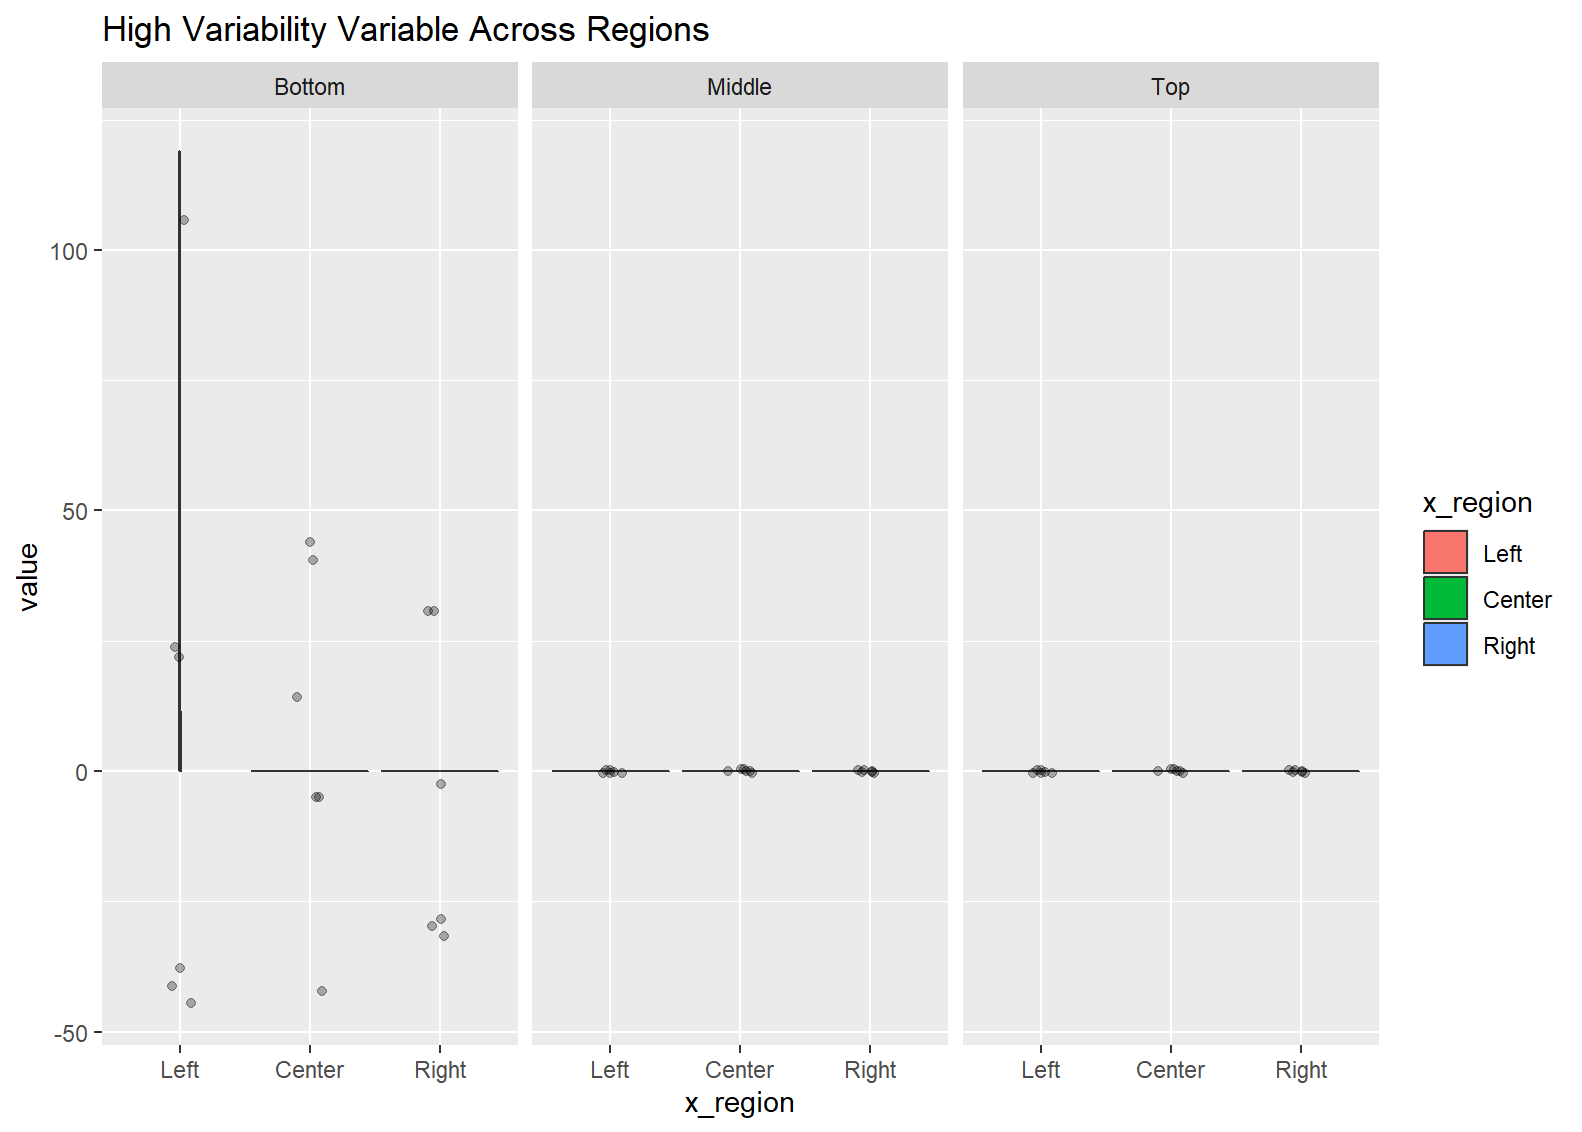 High Variability Variable Across Regions
Bottom
Middle
Top
100
50
0
-50
value
Left
Center
Right
Left
Center
Right
Left
Center
Right
x_region
x_region
Left
Center
Right